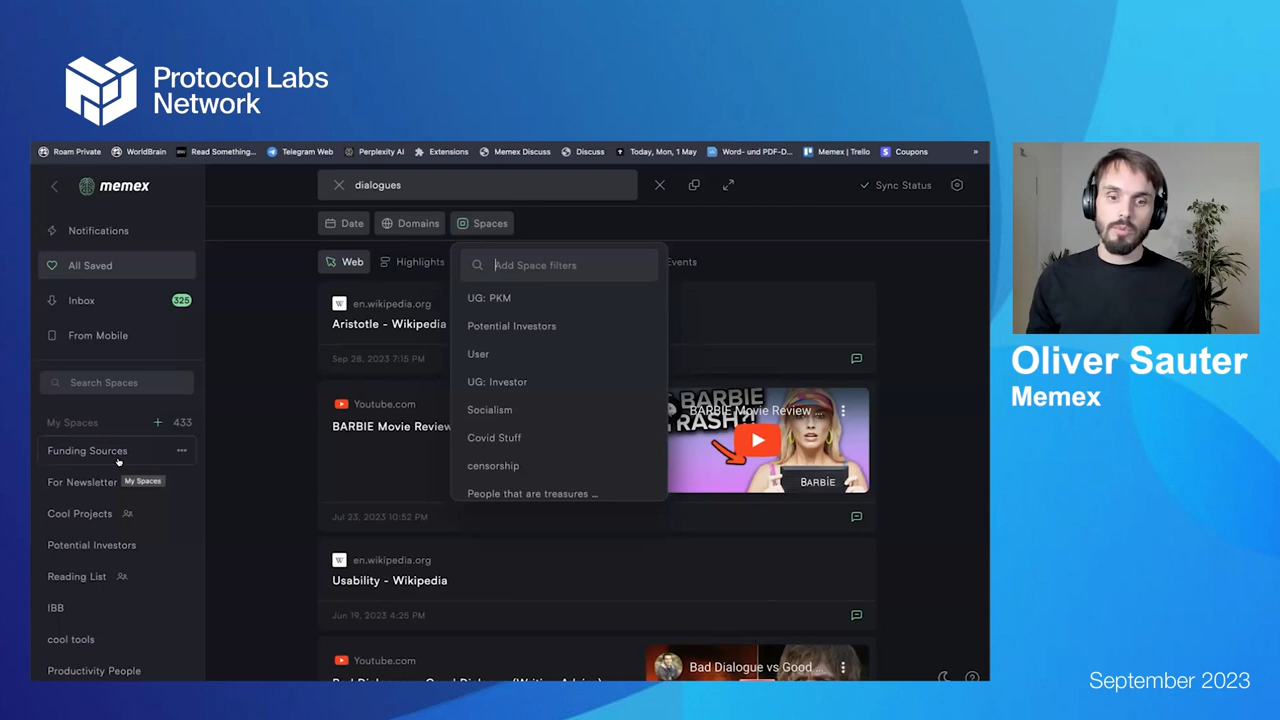 Protocol Labs
Network
Roam Private
WorldBrain
Read Something...
Telegram Web
Perplexity AI
Extensions
Memex Discuss
Discuss
Today, Mon, 1 May
Word- und PDF-D...
Memex | Trello
Coupons
»
memex
dialogues
Sync Status
Notifications
All Saved
Inbox
325
From Mobile
Search Spaces
My Spaces
+
433
Funding Sources
For Newsletter
My Spaces
Cool Projects
Potential Investors
Reading List
IBB
cool tools
Productivity People
Date
Domains
Spaces
Web
Highlights
Events
Add Space filters
UG: PKM
Potential Investors
User
UG: Investor
Socialism
Covid Stuff
censorship
People that are treasures ...
W
en.wikipedia.org
Aristotle - Wikipedia
Sep 28, 2023 7:15 PM
Youtube.com
BARBIE Movie Review
BARBIE
TRASH?!
BARBIE Movie Review ...
BARBIE
Jul 23, 2023 10:52 PM
W
en.wikipedia.org
Usability - Wikipedia
Jun 19, 2023 4:25 PM
Youtube.com
Bad Dialogue vs Good ...
Oliver Sauter
Memex
September 2023